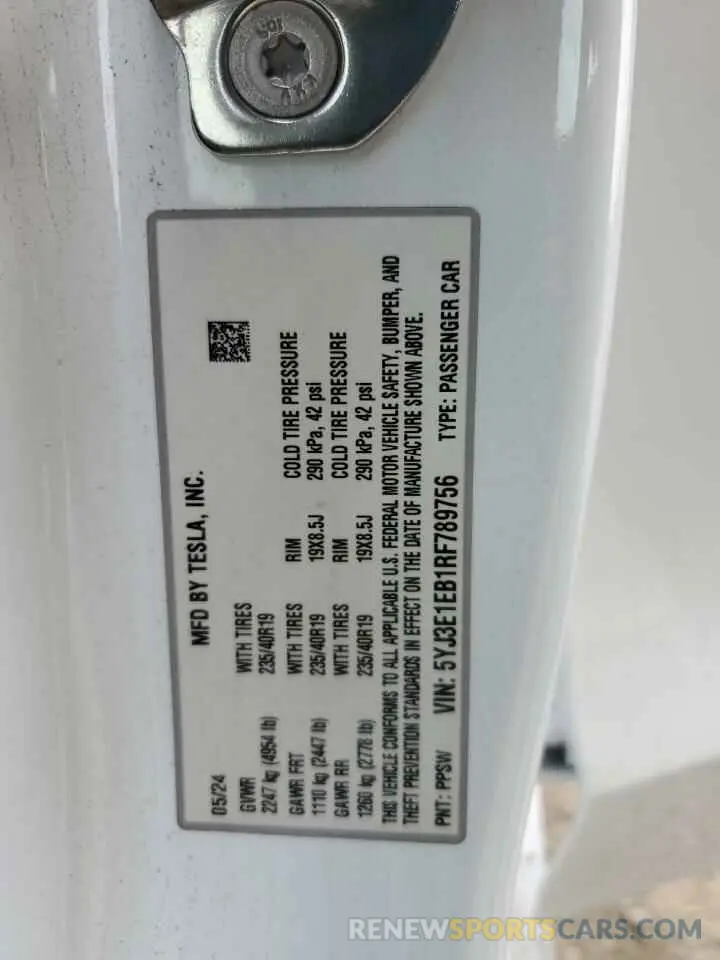 MFD BY TESLA, INC.
05/24
GVWR WITH TIRES
2247 kg (4954 lb) 235/40R19
GAWR FRT WITH TIRES RIM COLD TIRE PRESSURE
1110 kg (2447 lb) 235/40R19 19X8.5J 290 kPa, 42 psi
GAWR RR WITH TIRES RIM COLD TIRE PRESSURE
1260 kg (2778 lb) 235/40R19 19X8.5J 290 kPa, 42 psi
THIS VEHICLE CONFORMS TO ALL APPLICABLE U.S. FEDERAL MOTOR VEHICLE SAFETY, BUMPER, AND
THEFT PREVENTION STANDARDS IN EFFECT ON THE DATE OF MANUFACTURE SHOWN ABOVE.
PNT: PPSW VIN: 5YJ3E1EB1RF789756 TYPE: PASSENGER CAR
RENEWSPORTSCARS.COM